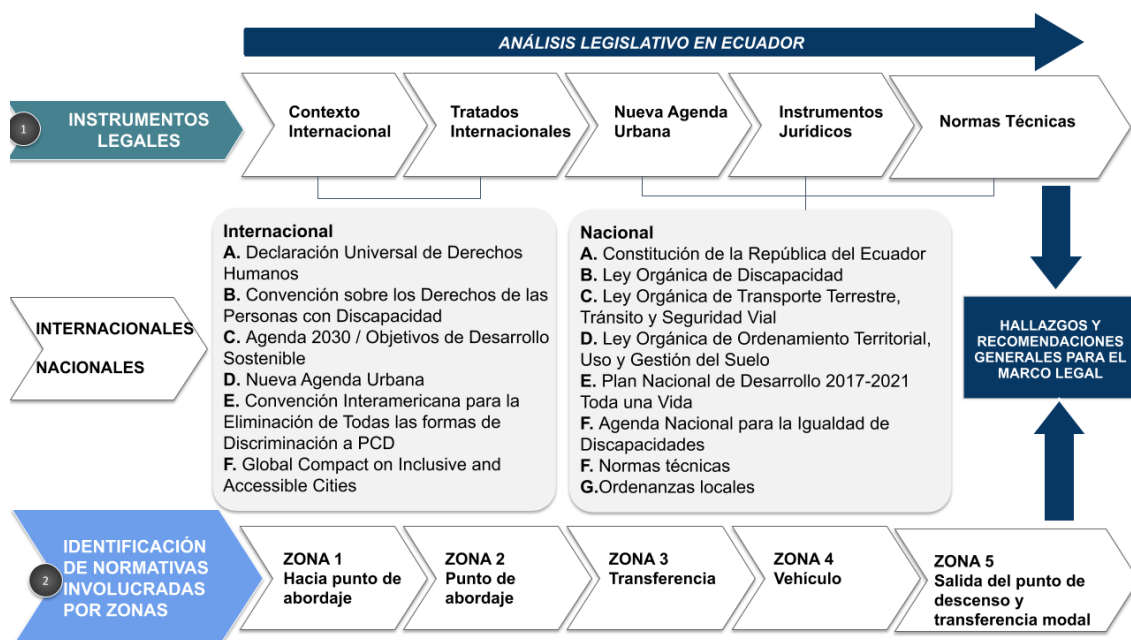 ANÁLISIS LEGISLATIVO EN ECUADOR
1
INSTRUMENTOS
LEGALES
Contexto
Internacional
Tratados
Internacionales
Nueva Agenda
Urbana
Instrumentos
Jurídicos
Normas Técnicas
INTERNACIONALES
NACIONALES
Internacional
A. Declaración Universal de Derechos
Humanos
B. Convención sobre los Derechos de las
Personas con Discapacidad
C. Agenda 2030 / Objetivos de Desarrollo
Sostenible
D. Nueva Agenda Urbana
E. Convención Interamericana para la
Eliminación de Todas las formas de
Discriminación a PCD
F. Global Compact on Inclusive and
Accessible Cities
Nacional
A. Constitución de la República del Ecuador
B. Ley Orgánica de Discapacidad
C. Ley Orgánica de Transporte Terrestre,
Tránsito y Seguridad Vial
D. Ley Orgánica de Ordenamiento Territorial,
Uso y Gestión del Suelo
E. Plan Nacional de Desarrollo 2017-2021
Toda una Vida
F. Agenda Nacional para la Igualdad de
Discapacidades
F. Normas técnicas
G.Ordenanzas locales
HALLAZGOS Y
RECOMENDACIONES
GENERALES PARA EL
MARCO LEGAL
2
IDENTIFICACIÓN
DE NORMATIVAS
INVOLUCRADAS
POR ZONAS
ZONA 1
Hacia punto de
abordaje
ZONA 2
Punto de
abordaje
ZONA 3
Transferencia
ZONA 4
Vehículo
ZONA 5
Salida del punto de
descenso y
transferencia modal